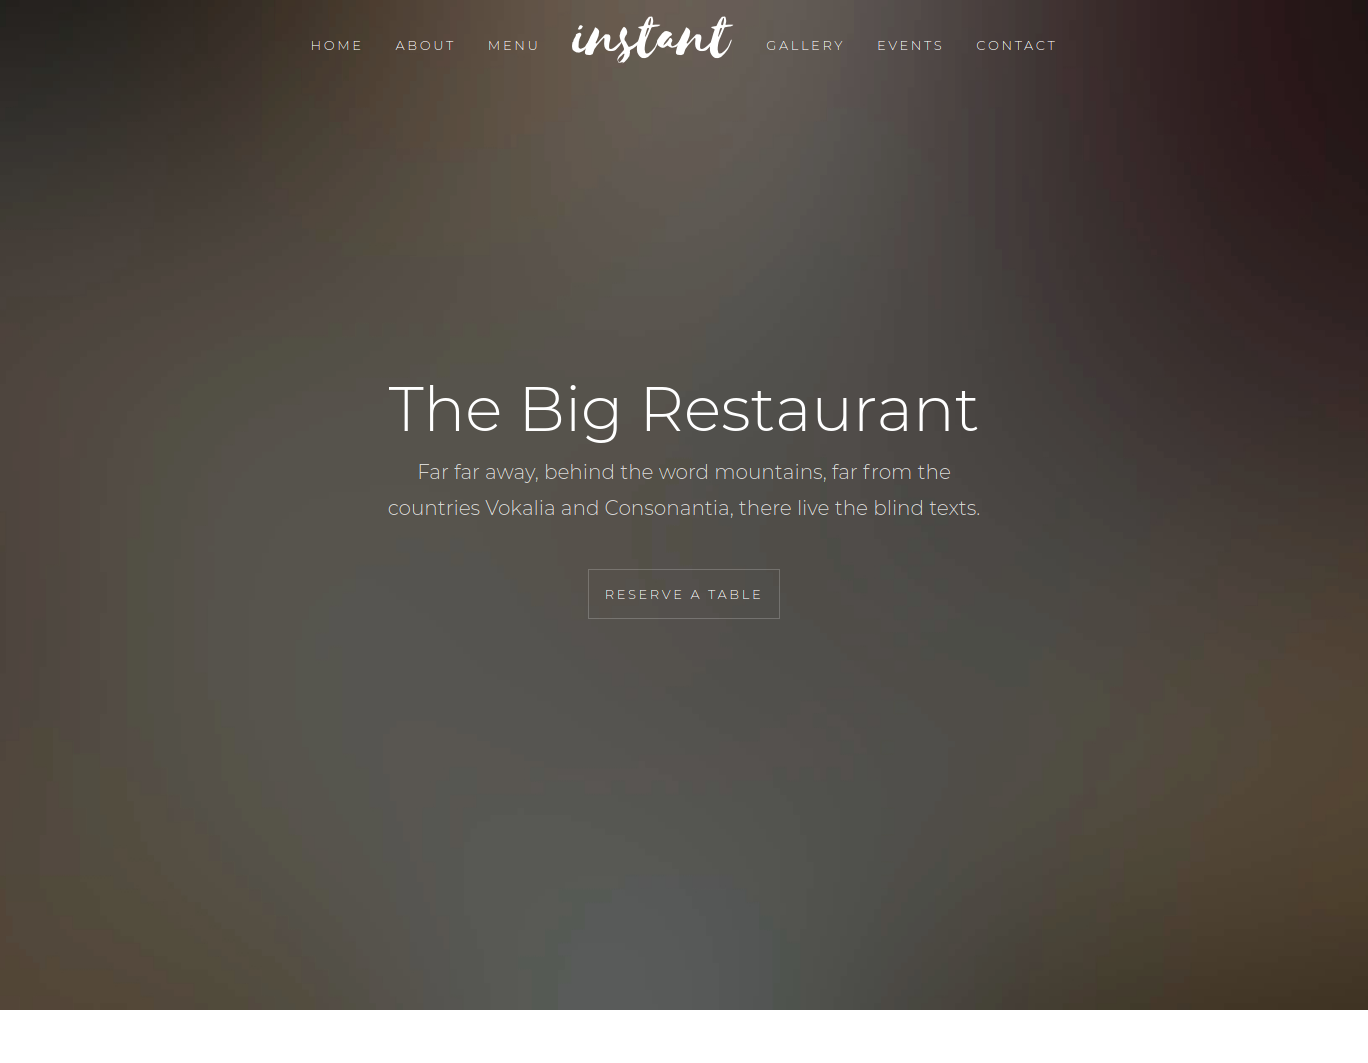 HOME ABOUT MENU instant GALLERY EVENTS CONTACT
The Big Restaurant
Far far away, behind the word mountains, far from the
countries Vokalia and Consonantia, there live the blind texts.
RESERVE A TABLE